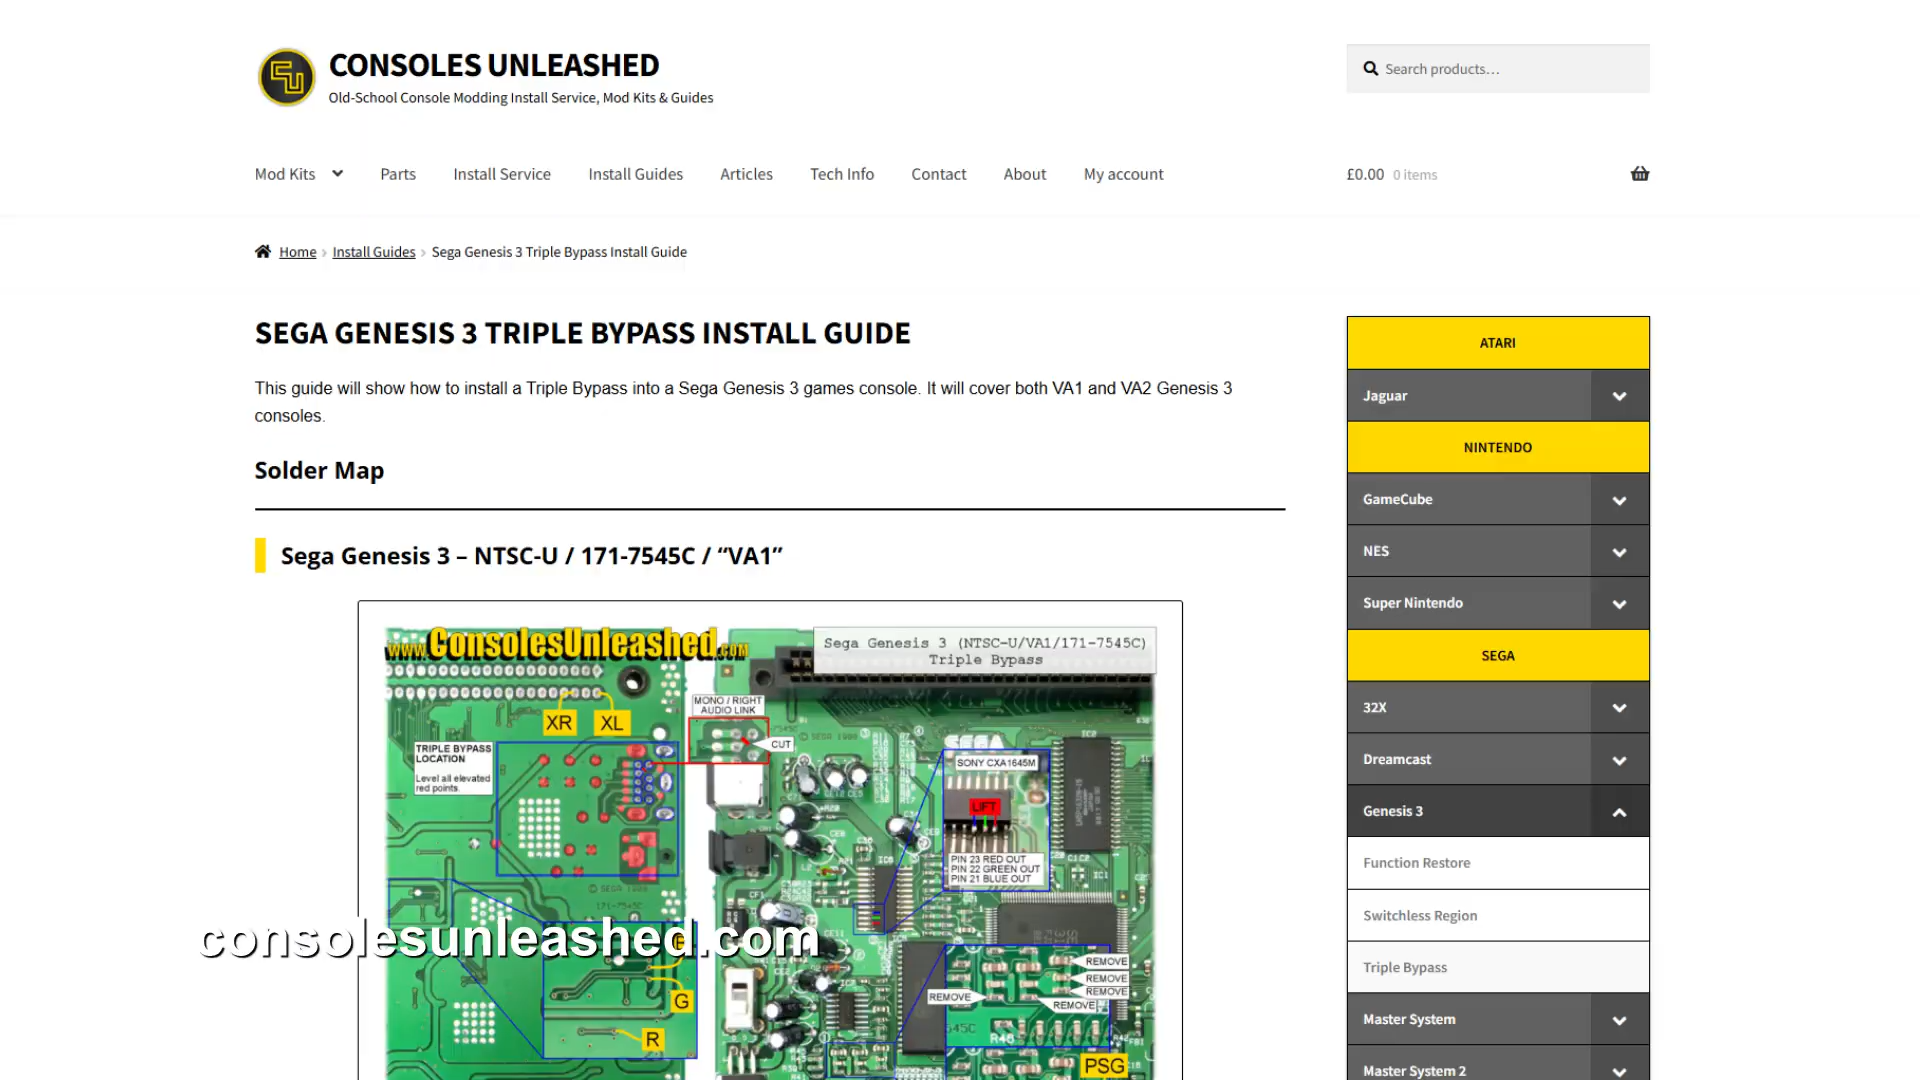 CONSOLES UNLEASHED
Old-School Console Modding Install Service, Mod Kits & Guides
Search products…
Mod Kits
Parts
Install Service
Install Guides
Articles
Tech Info
Contact
About
My account
£0.00 0 items
Home › Install Guides › Sega Genesis 3 Triple Bypass Install Guide
SEGA GENESIS 3 TRIPLE BYPASS INSTALL GUIDE
This guide will show how to install a Triple Bypass into a Sega Genesis 3 games console. It will cover both VA1 and VA2 Genesis 3
consoles.
Solder Map
Sega Genesis 3 – NTSC-U / 171-7545C / “VA1”
www.ConsolesUnleashed.com
Sega Genesis 3 (NTSC-U/VA1/171-7545C)
Triple Bypass
XR
XL
MONO / RIGHT
AUDIO LINK
CUT
TRIPLE BYPASS
LOCATION
Level all elevated
red points.
SONY CXA1645M
LIFT
PIN 23 RED OUT
PIN 22 GREEN OUT
PIN 21 BLUE OUT
© SEGA 1998
171-7545C
REMOVE
REMOVE
REMOVE
REMOVE
REMOVE
B
G
R
PSG
consolesunleashed.com
ATARI
Jaguar
NINTENDO
GameCube
NES
Super Nintendo
SEGA
32X
Dreamcast
Genesis 3
Function Restore
Switchless Region
Triple Bypass
Master System
Master System 2